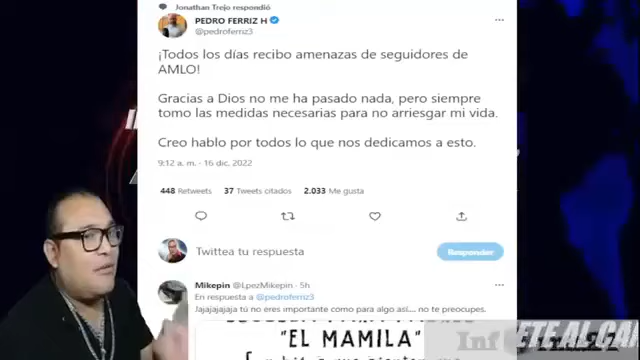 Jonathan Trejo respondió
PEDRO FERRIZ H
@pedroferriz3
¡Todos los días recibo amenazas de seguidores de
AMLO!
Gracias a Dios no me ha pasado nada, pero siempre
tomo las medidas necesarias para no arriesgar mi vida.
Creo hablo por todos lo que nos dedicamos a esto.
9:12 a. m. · 16 dic. 2022
448 Retweets 37 Tweets citados 2.033 Me gusta
Twittea tu respuesta
Responder
Mikepin @LpezMikepin · 5h
En respuesta a @pedroferriz3
Jajajajajaja tú no eres importante como para algo así.... no te preocupes.
"EL MAMILA"